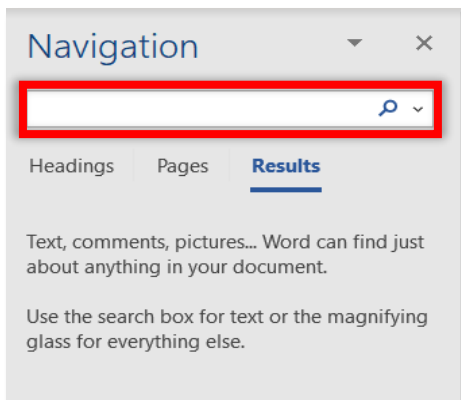 Navigation
Headings Pages Results
Text, comments, pictures... Word can find just
about anything in your document.
Use the search box for text or the magnifying
glass for everything else.